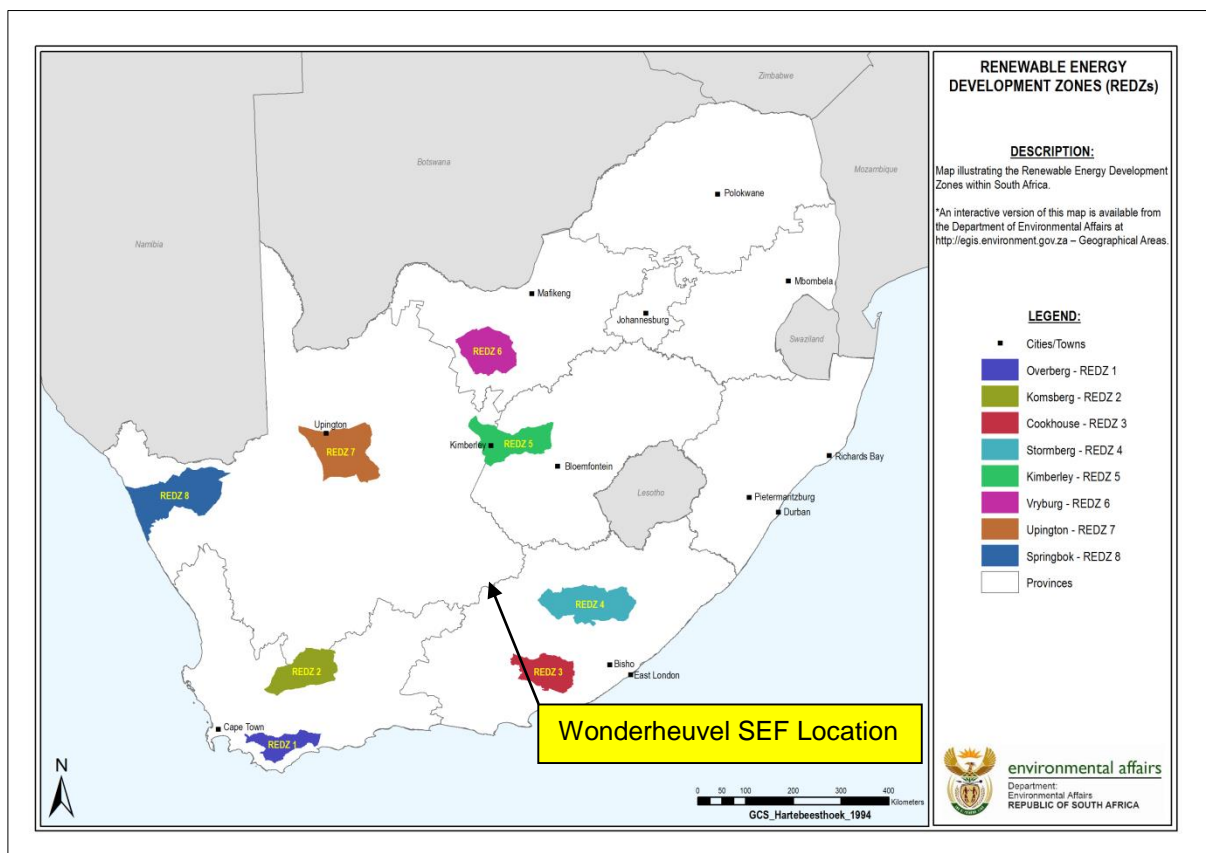 RENEWABLE ENERGY
DEVELOPMENT ZONES (REDZs)
DESCRIPTION:
Map illustrating the Renewable Energy Development
Zones within South Africa.
*An interactive version of this map is available from
the Department of Environmental Affairs at
http://egis.environment.gov.za – Geographical Areas.
LEGEND:
Cities/Towns
Overberg - REDZ 1
Komsberg - REDZ 2
Cookhouse - REDZ 3
Stormberg - REDZ 4
Kimberley - REDZ 5
Vryburg - REDZ 6
Upington - REDZ 7
Springbok - REDZ 8
Provinces
Zimbabwe
Botswana
Mozambique
Polokwane
Namibia
Mbombela
Mafikeng
Johannesburg
Swaziland
REDZ 6
Upington
Kimberley
REDZ 5
REDZ 7
Richards Bay
Bloemfontein
REDZ 8
Lesotho
Pietermaritzburg
Durban
REDZ 4
Bisho
REDZ 2
REDZ 3
East London
Cape Town
Wonderheuvel SEF Location
REDZ 1
N
0 50 100 200 300 400
Kilometers
GCS_Hartebeesthoek_1994
environmental affairs
Department:
Environmental Affairs
REPUBLIC OF SOUTH AFRICA